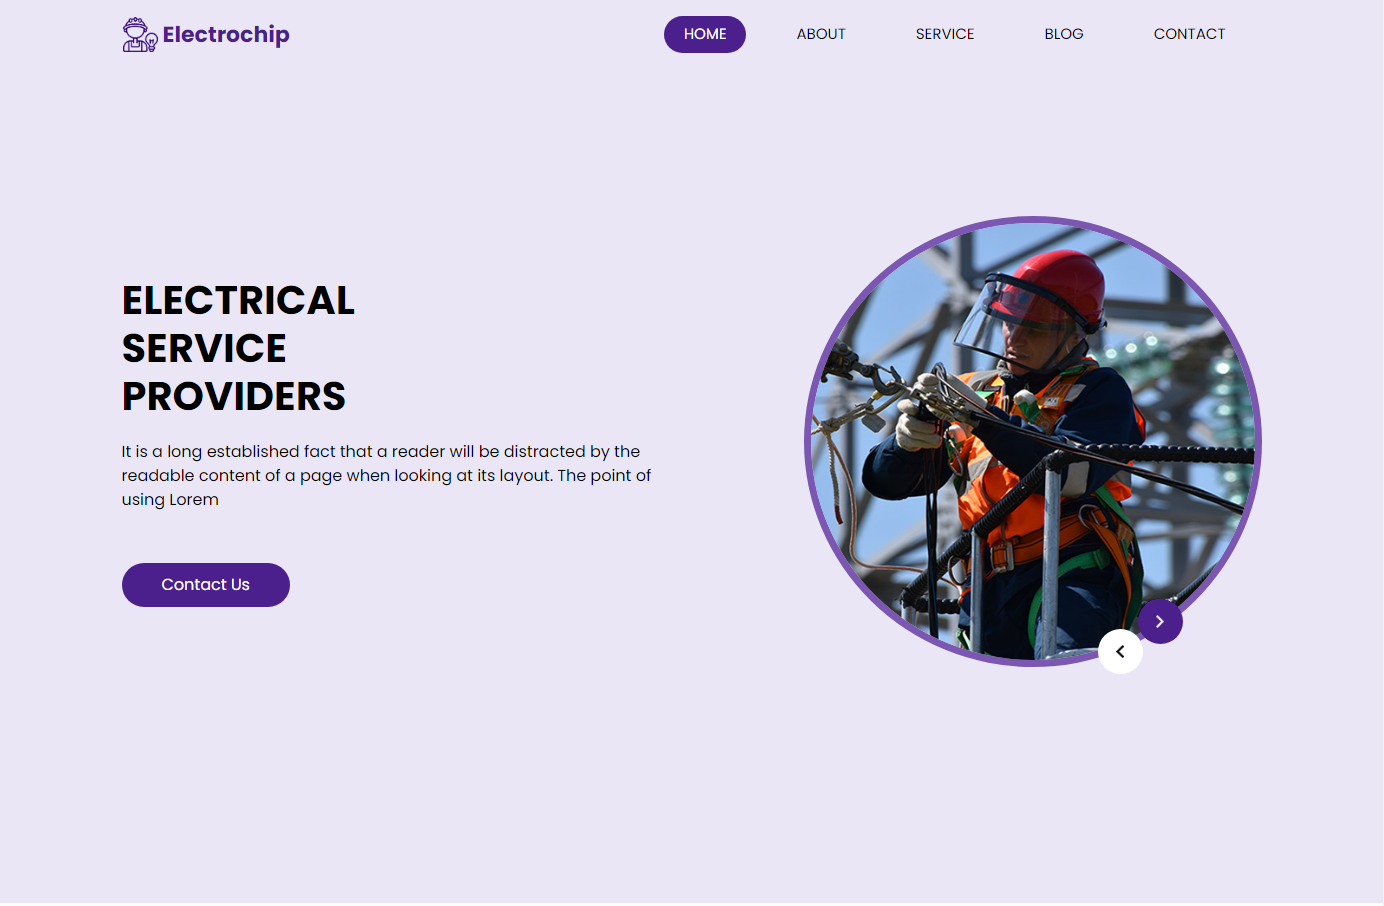 Electrochip
HOME
ABOUT
SERVICE
BLOG
CONTACT
ELECTRICAL
SERVICE
PROVIDERS
It is a long established fact that a reader will be distracted by the
readable content of a page when looking at its layout. The point of
using Lorem
Contact Us